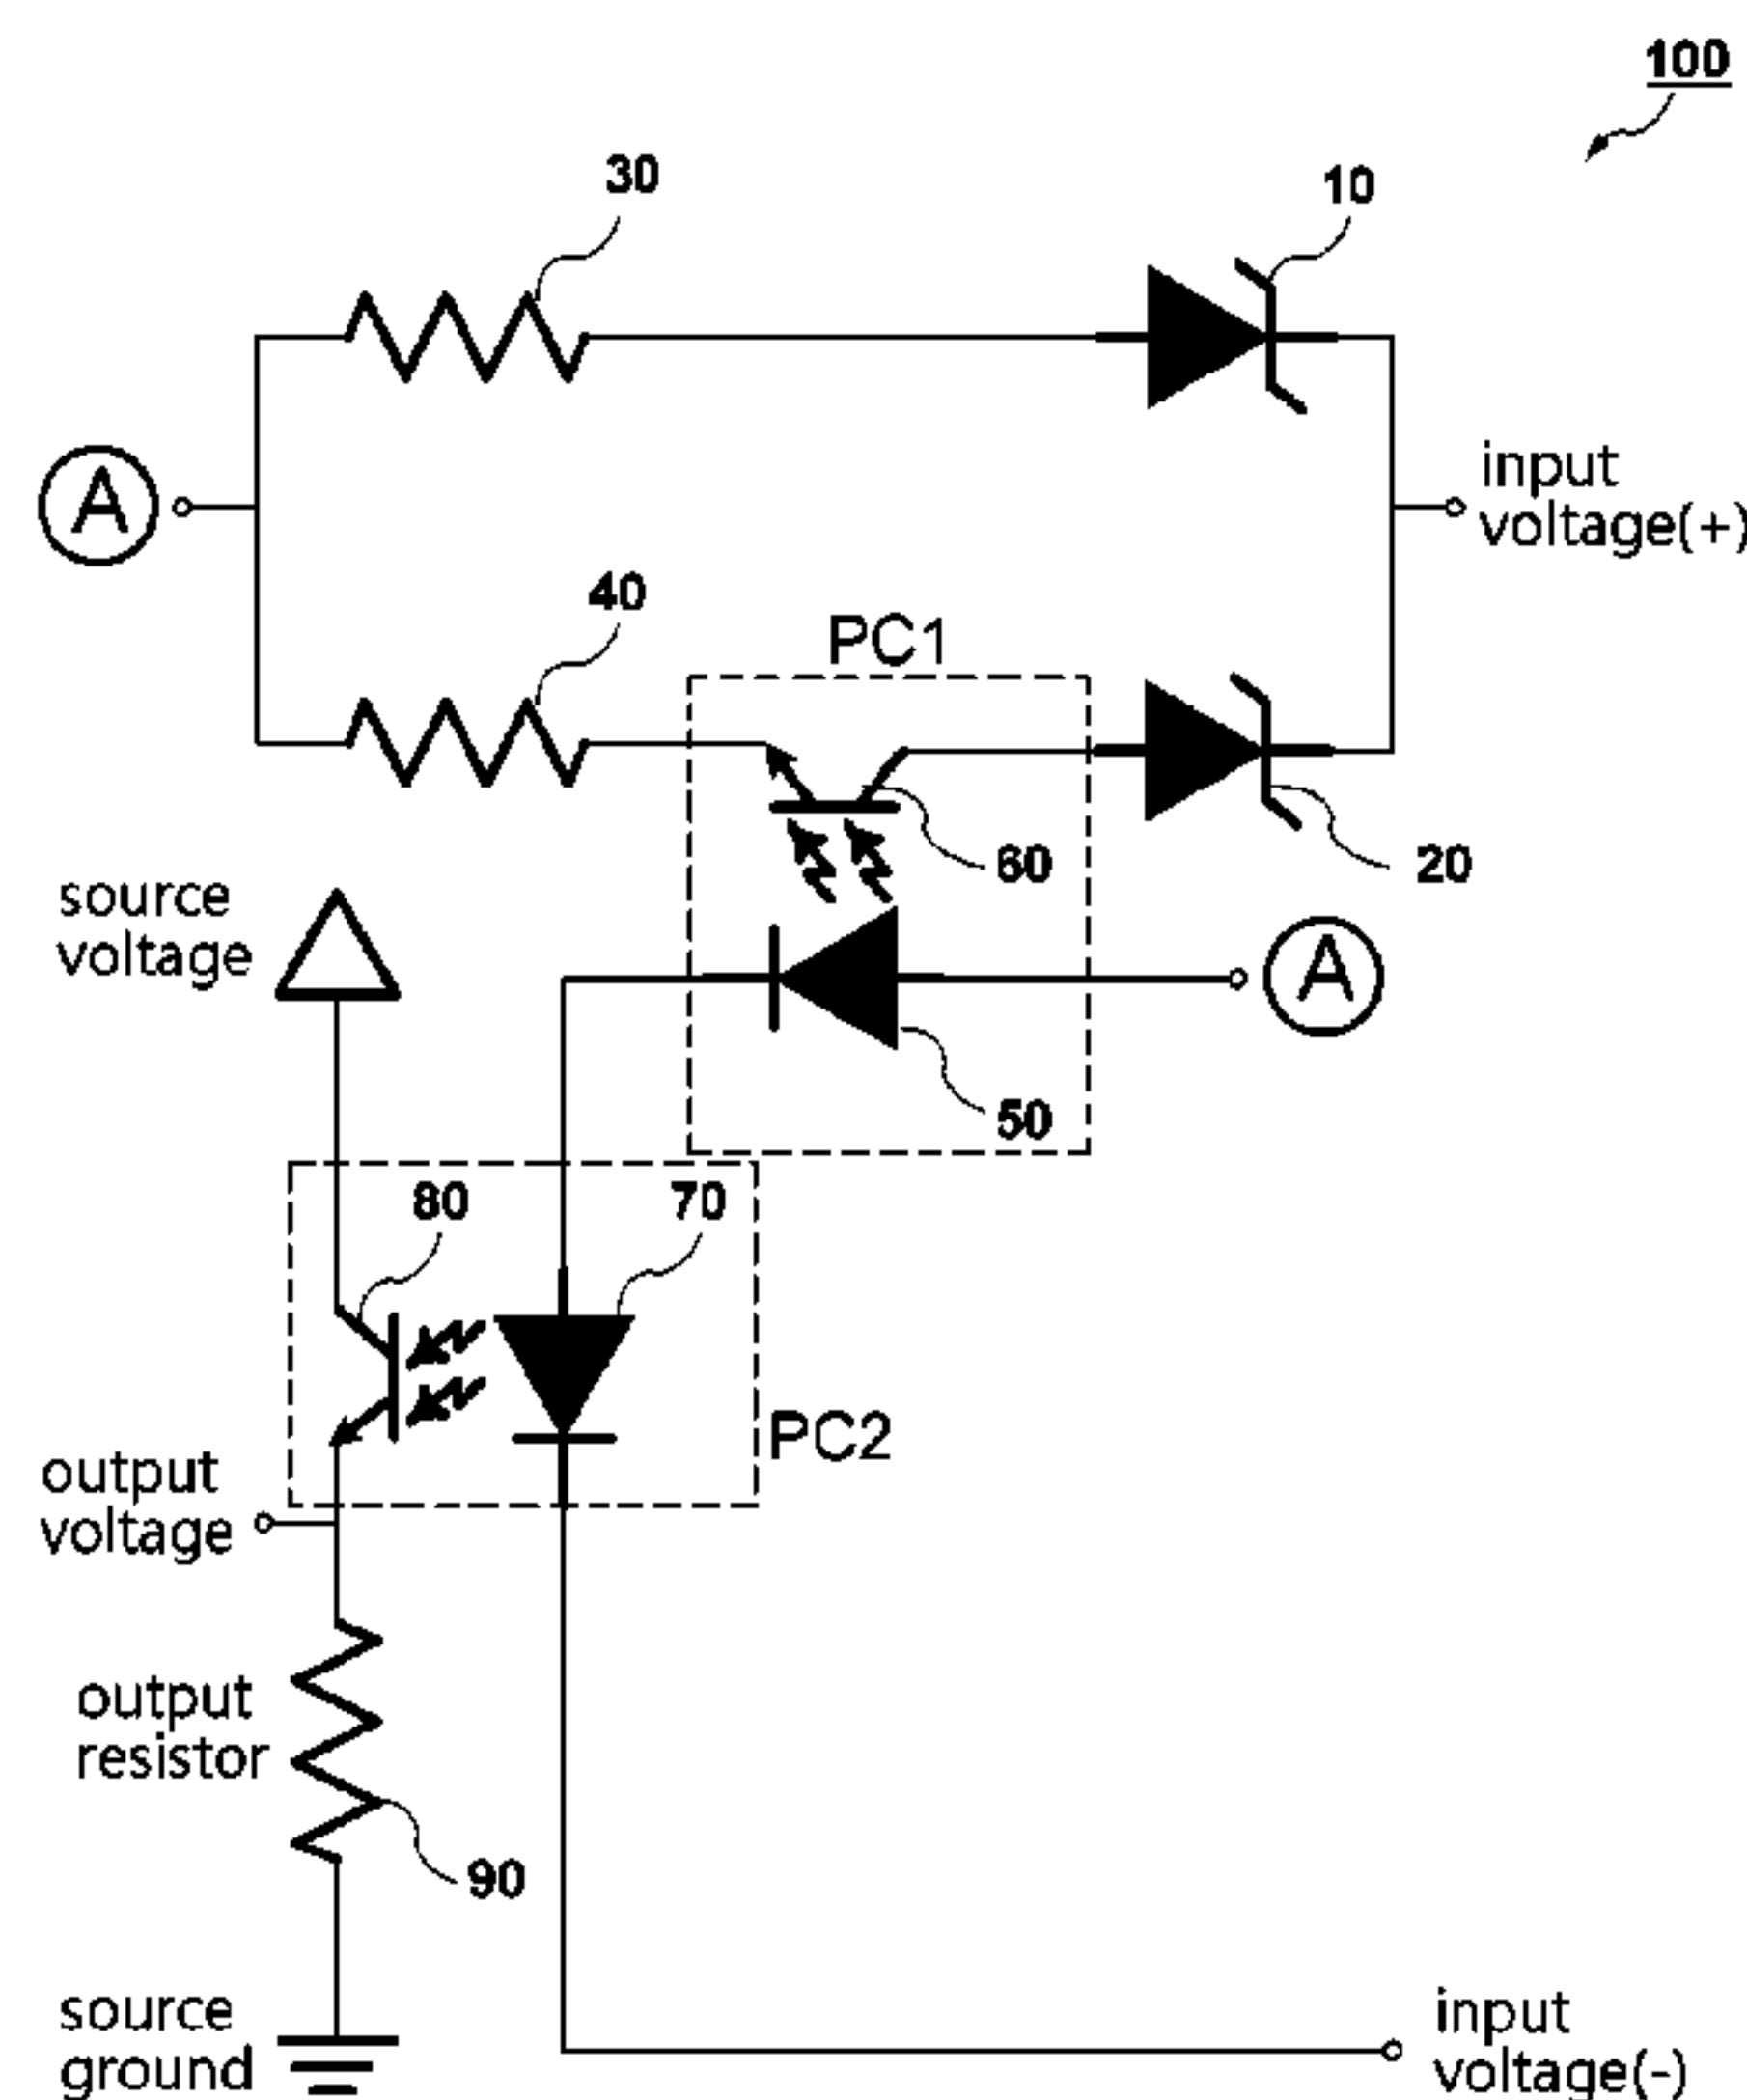 100
30
10
A
input
voltage(+)
40
PC1
60
20
source
voltage
A
50
80
70
PC2
output
voltage
output
resistor
90
source
ground
input
voltage(-)